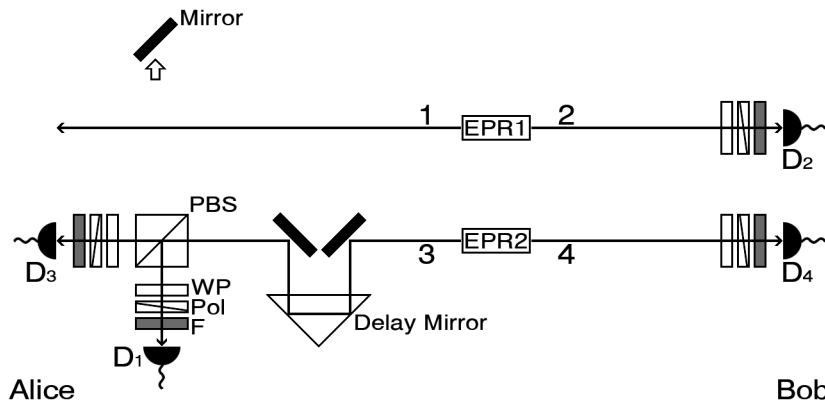 Mirror
1 EPR1 2
D2
PBS
D3
3 EPR2 4
D4
WP
Pol
F
Delay Mirror
D1
Alice Bob